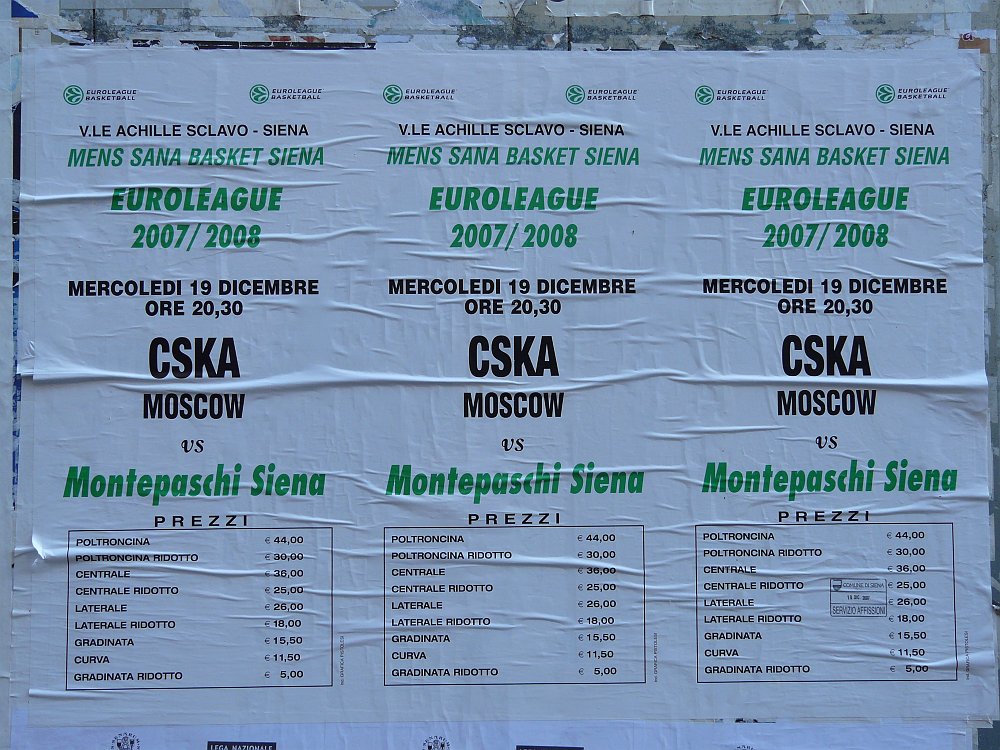 EUROLEAGUE BASKETBALL EUROLEAGUE BASKETBALL
V.LE ACHILLE SCLAVO - SIENA
MENS SANA BASKET SIENA
EUROLEAGUE
2007/2008
MERCOLEDI 19 DICEMBRE
ORE 20,30
CSKA
MOSCOW
vs
Montepaschi Siena
PREZZI
POLTRONCINA € 44,00
POLTRONCINA RIDOTTO € 30,00
CENTRALE € 36,00
CENTRALE RIDOTTO € 25,00
LATERALE € 26,00
LATERALE RIDOTTO € 18,00
GRADINATA € 15,50
CURVA € 11,50
GRADINATA RIDOTTO € 5,00
EUROLEAGUE BASKETBALL EUROLEAGUE BASKETBALL
V.LE ACHILLE SCLAVO - SIENA
MENS SANA BASKET SIENA
EUROLEAGUE
2007/2008
MERCOLEDI 19 DICEMBRE
ORE 20,30
CSKA
MOSCOW
vs
Montepaschi Siena
PREZZI
POLTRONCINA € 44,00
POLTRONCINA RIDOTTO € 30,00
CENTRALE € 36,00
CENTRALE RIDOTTO € 25,00
LATERALE € 26,00
LATERALE RIDOTTO € 18,00
GRADINATA € 15,50
CURVA € 11,50
GRADINATA RIDOTTO € 5,00
EUROLEAGUE BASKETBALL EUROLEAGUE BASKETBALL
V.LE ACHILLE SCLAVO - SIENA
MENS SANA BASKET SIENA
EUROLEAGUE
2007/2008
MERCOLEDI 19 DICEMBRE
ORE 20,30
CSKA
MOSCOW
vs
Montepaschi Siena
PREZZI
POLTRONCINA € 44,00
POLTRONCINA RIDOTTO € 30,00
CENTRALE € 36,00
CENTRALE RIDOTTO € 25,00
LATERALE € 26,00
LATERALE RIDOTTO € 18,00
GRADINATA € 15,50
CURVA € 11,50
GRADINATA RIDOTTO € 5,00
COMUNE DI SIENA
SERVIZIO AFFISSIONI
LEGA NAZIONALE